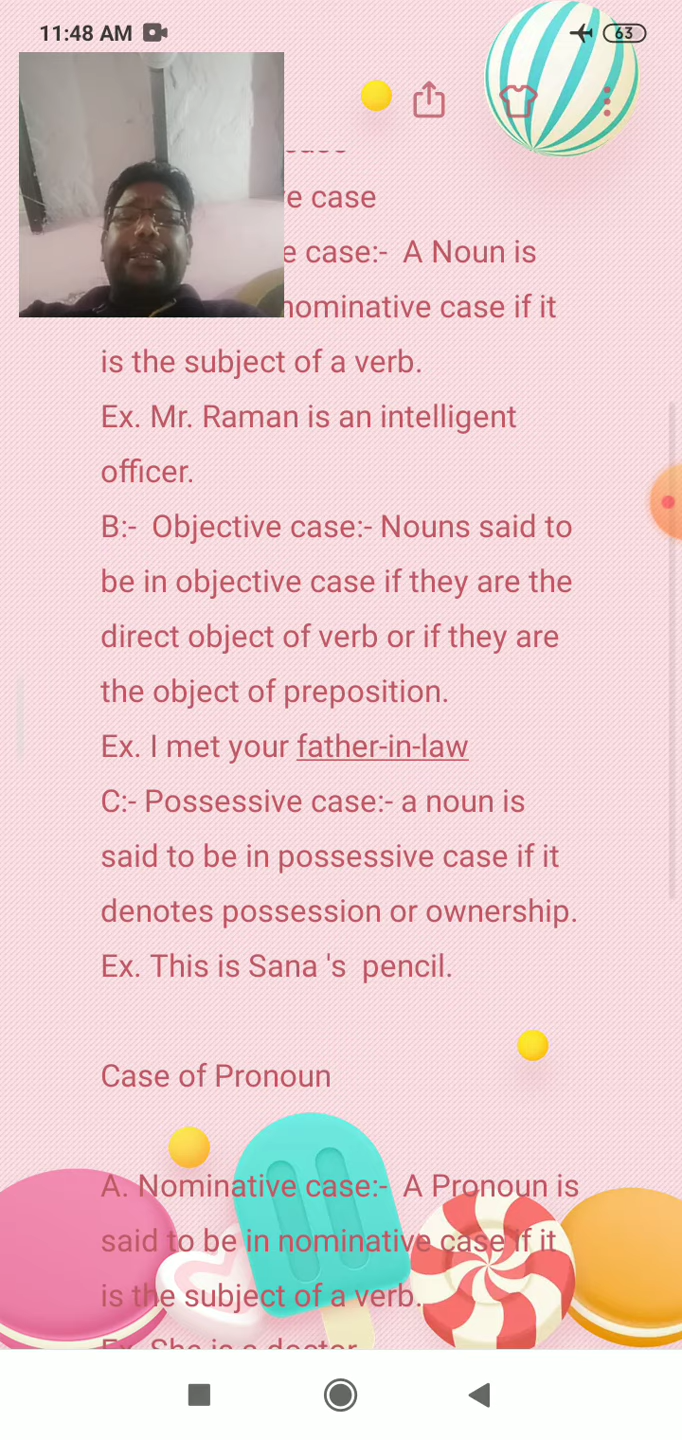 11:48 AM
63
e case
e case:- A Noun is
nominative case if it
is the subject of a verb.
Ex. Mr. Raman is an intelligent
officer.
B:- Objective case:- Nouns said to
be in objective case if they are the
direct object of verb or if they are
the object of preposition.
Ex. I met your father-in-law
C:- Possessive case:- a noun is
said to be in possessive case if it
denotes possession or ownership.
Ex. This is Sana 's pencil.
Case of Pronoun
A. Nominative case:- A Pronoun is
said to be in nominative case if it
is the subject of a verb.
Ex. She is a doctor